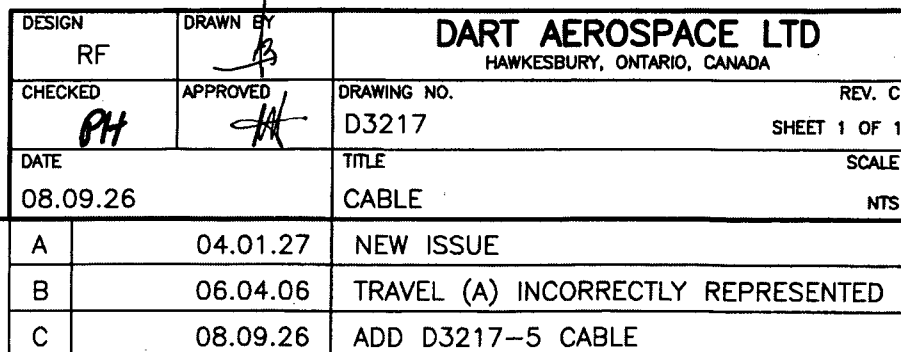 DESIGN
RF
DRAWN BY
DART AEROSPACE LTD
HAWKESBURY, ONTARIO, CANADA
CHECKED
PH
APPROVED
DRAWING NO.
D3217
REV. C
SHEET 1 OF 1
DATE
08.09.26
TITLE
CABLE
SCALE
NTS
A 04.01.27 NEW ISSUE
B 06.04.06 TRAVEL (A) INCORRECTLY REPRESENTED
C 08.09.26 ADD D3217-5 CABLE